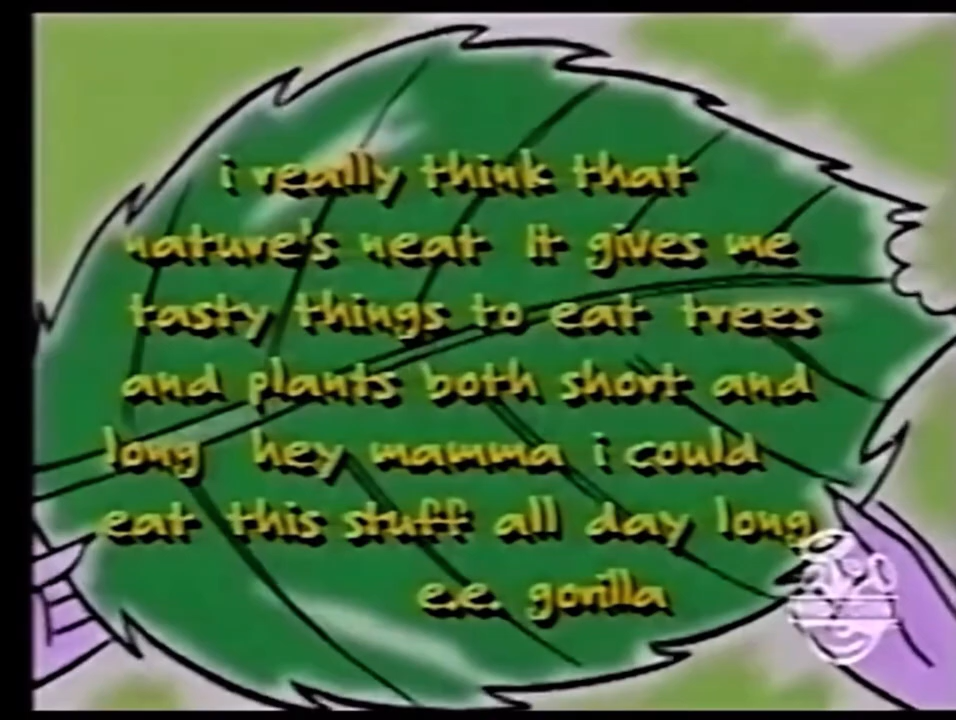 i really think that
nature's neat It gives me
tasty things to eat trees
and plants both short and
long hey mamma i could
eat this stuff all day long
e.e. gorilla